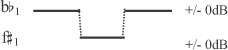 b♭₁ +/- 0dB
f♯₁ +/- 0dB